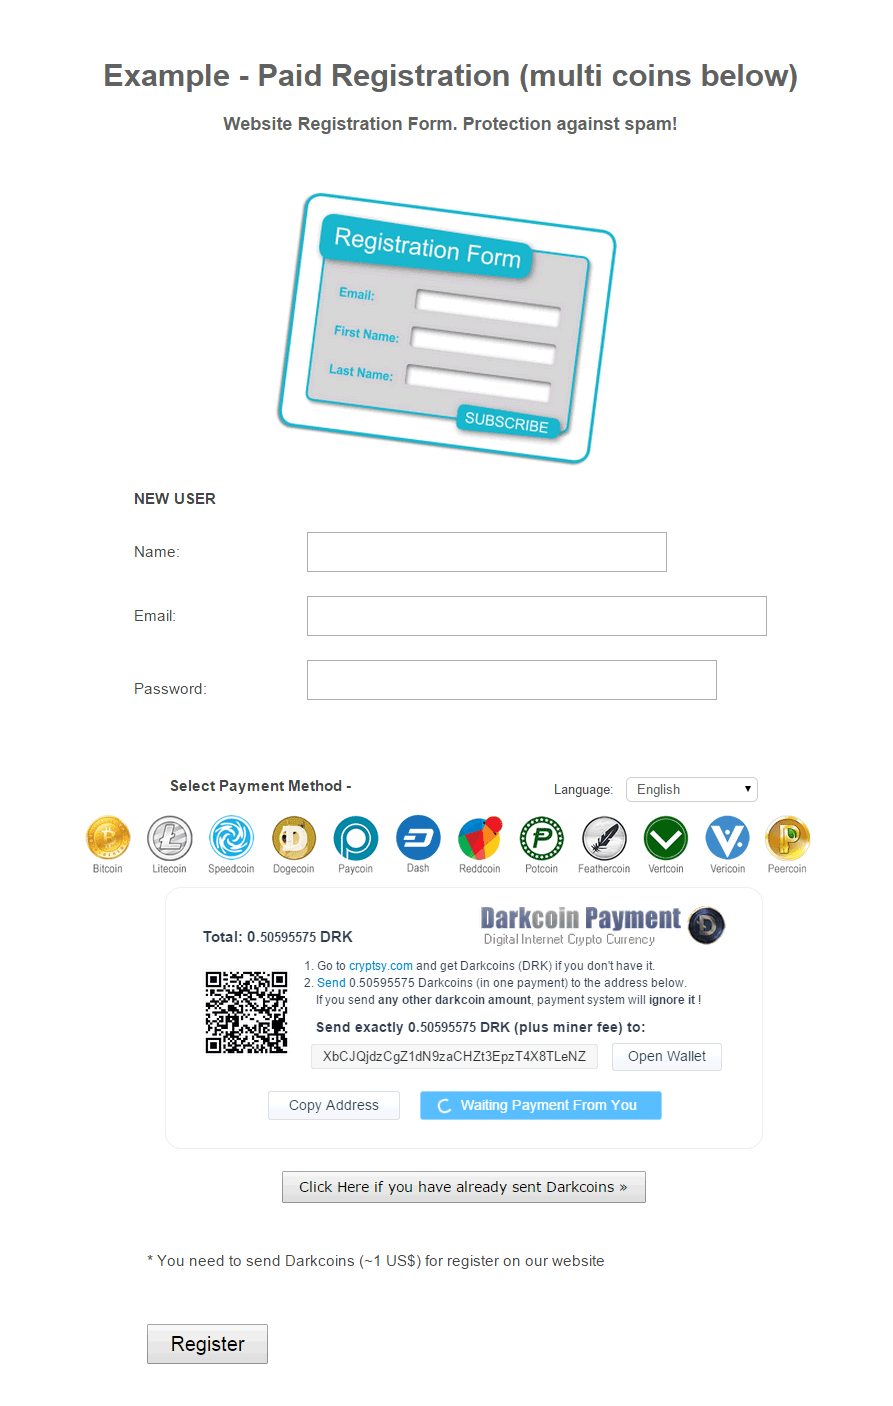 Example - Paid Registration (multi coins below)
Website Registration Form. Protection against spam!
Registration Form
Email:
First Name:
Last Name:
SUBSCRIBE
NEW USER
Name:
Email:
Password:
Select Payment Method -
Language: English
Bitcoin Litecoin Speedcoin Dogecoin Paycoin Dash Reddcoin Potcoin Feathercoin Vertcoin Vericoin Peercoin
Darkcoin Payment
Digital Internet Crypto Currency
Total: 0.50595575 DRK
1. Go to cryptsy.com and get Darkcoins (DRK) if you don't have it.
2. Send 0.50595575 Darkcoins (in one payment) to the address below.
If you send any other darkcoin amount, payment system will ignore it !
Send exactly 0.50595575 DRK (plus miner fee) to:
XbCJQjdzCgZ1dN9zaCHZt3EpzT4X8TLeNZ Open Wallet
Copy Address Waiting Payment From You
Click Here if you have already sent Darkcoins »
* You need to send Darkcoins (~1 US$) for register on our website
Register